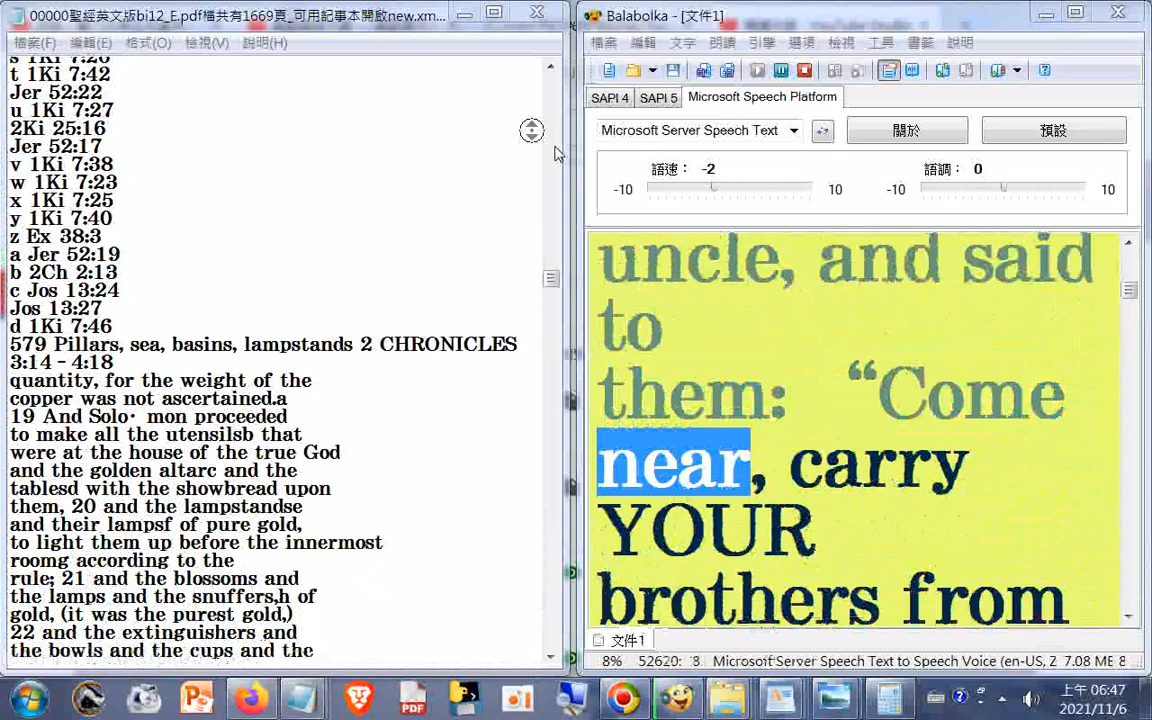 00000聖經英文版bi12_E.pdf檔共有1669頁_可用記事本開啟new.xm...
檔案(F) 編輯(E) 格式(O) 檢視(V) 說明(H)
s 1Ki 7:26
t 1Ki 7:42
Jer 52:22
u 1Ki 7:27
2Ki 25:16
Jer 52:17
v 1Ki 7:38
w 1Ki 7:23
x 1Ki 7:25
y 1Ki 7:40
z Ex 38:3
a Jer 52:19
b 2Ch 2:13
c Jos 13:24
Jos 13:27
d 1Ki 7:46
579 Pillars, sea, basins, lampstands 2 CHRONICLES
3:14 – 4:18
quantity, for the weight of the
copper was not ascertained.a
19 And Solo· mon proceeded
to make all the utensilsb that
were at the house of the true God
and the golden altarc and the
tablesd with the showbread upon
them, 20 and the lampstandse
and their lampsf of pure gold,
to light them up before the innermost
roomg according to the
rule; 21 and the blossoms and
the lamps and the snuffers,h of
gold, (it was the purest gold,)
22 and the extinguishers and
the bowls and the cups and the
Balabolka - [文件1]
檔案 編輯 文字 朗讀 引擎 選項 檢視 工具 書籤 說明
SAPI 4 SAPI 5 Microsoft Speech Platform
Microsoft Server Speech Text 關於 預設
語速： -2 語調： 0
-10 10 -10 10
uncle, and said
to
them: “Come
near, carry
YOUR
brothers from
文件1
8% Microsoft Server Speech Text to Speech Voice (en-US, Z 7.08 MB 8
上午 06:47
2021/11/6